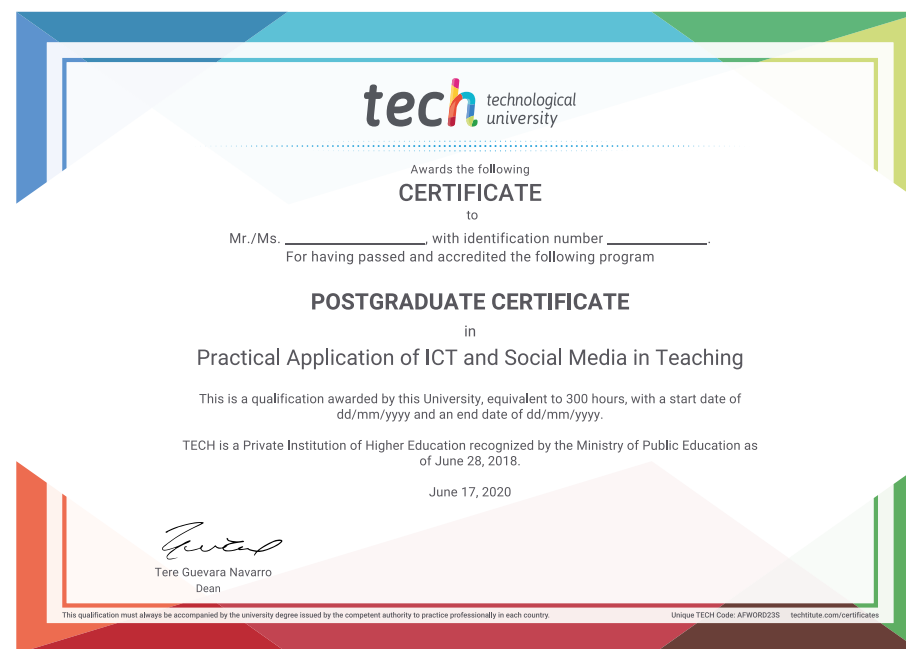 tech technological
university
Awards the following
CERTIFICATE
to
Mr./Ms. ____________________, with identification number ______________.
For having passed and accredited the following program
POSTGRADUATE CERTIFICATE
in
Practical Application of ICT and Social Media in Teaching
This is a qualification awarded by this University, equivalent to 300 hours, with a start date of
dd/mm/yyyy and an end date of dd/mm/yyyy.
TECH is a Private Institution of Higher Education recognized by the Ministry of Public Education as
of June 28, 2018.
June 17, 2020
Tere Guevara Navarro
Dean
This qualification must always be accompanied by the university degree issued by the competent authority to practice professionally in each country. Unique TECH Code: AFWORD23S techtitute.com/certificates